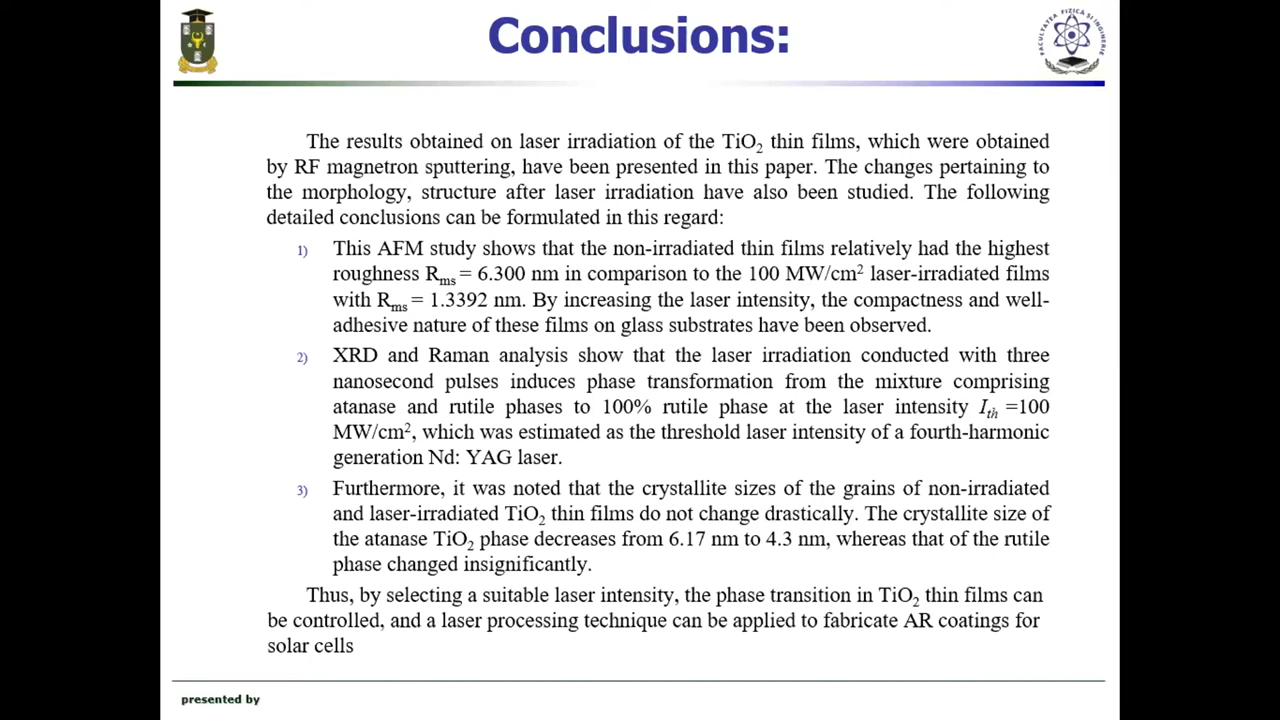 Conclusions:
FACULTATEA FIZICA ȘI INGINERIE
The results obtained on laser irradiation of the TiO₂ thin films, which were obtained
by RF magnetron sputtering, have been presented in this paper. The changes pertaining to
the morphology, structure after laser irradiation have also been studied. The following
detailed conclusions can be formulated in this regard:
1) This AFM study shows that the non-irradiated thin films relatively had the highest
roughness Rms = 6.300 nm in comparison to the 100 MW/cm² laser-irradiated films
with Rms = 1.3392 nm. By increasing the laser intensity, the compactness and well-
adhesive nature of these films on glass substrates have been observed.
2) XRD and Raman analysis show that the laser irradiation conducted with three
nanosecond pulses induces phase transformation from the mixture comprising
atanase and rutile phases to 100% rutile phase at the laser intensity Ith =100
MW/cm², which was estimated as the threshold laser intensity of a fourth-harmonic
generation Nd: YAG laser.
3) Furthermore, it was noted that the crystallite sizes of the grains of non-irradiated
and laser-irradiated TiO₂ thin films do not change drastically. The crystallite size of
the atanase TiO₂ phase decreases from 6.17 nm to 4.3 nm, whereas that of the rutile
phase changed insignificantly.
Thus, by selecting a suitable laser intensity, the phase transition in TiO₂ thin films can
be controlled, and a laser processing technique can be applied to fabricate AR coatings for
solar cells
presented by